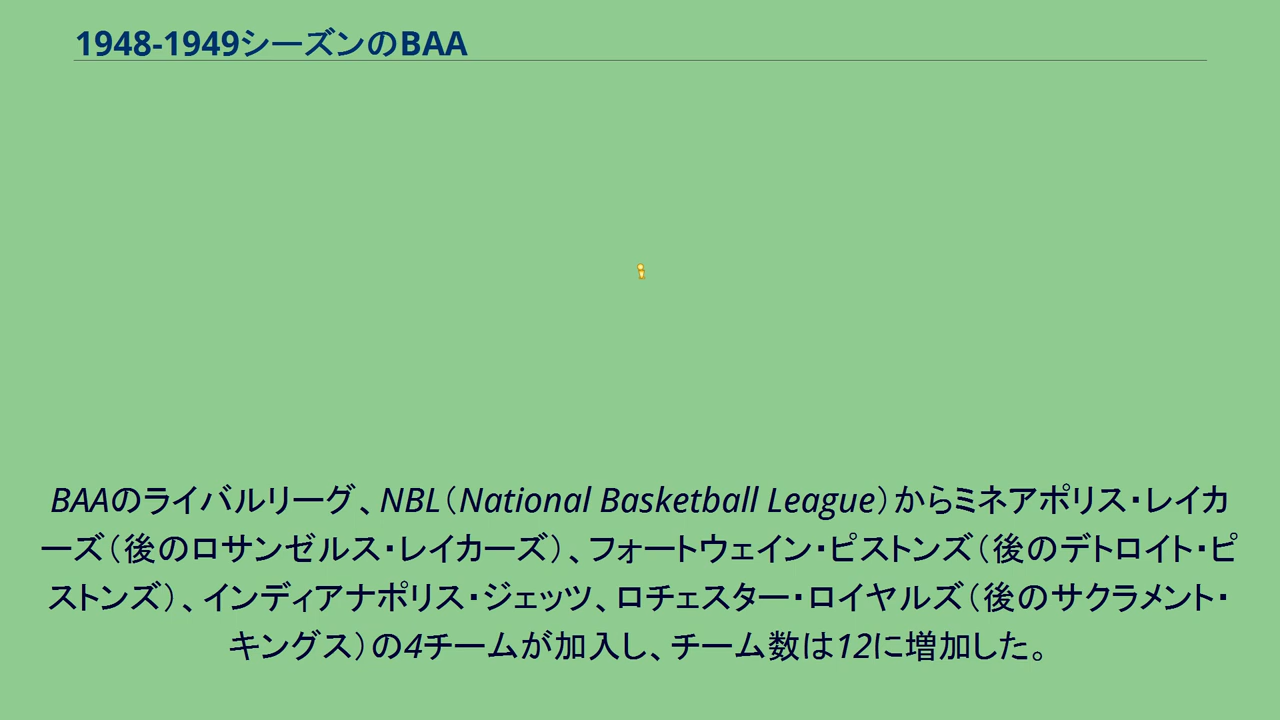 1948-1949シーズンのBAA
BAAのライバルリーグ、NBL（National Basketball League）からミネアポリス・レイカ
ーズ（後のロサンゼルス・レイカーズ）、フォートウェイン・ピストンズ（後のデトロイト・ピ
ストンズ）、インディアナポリス・ジェッツ、ロチェスター・ロイヤルズ（後のサクラメント・
キングス）の4チームが加入し、チーム数は12に増加した。